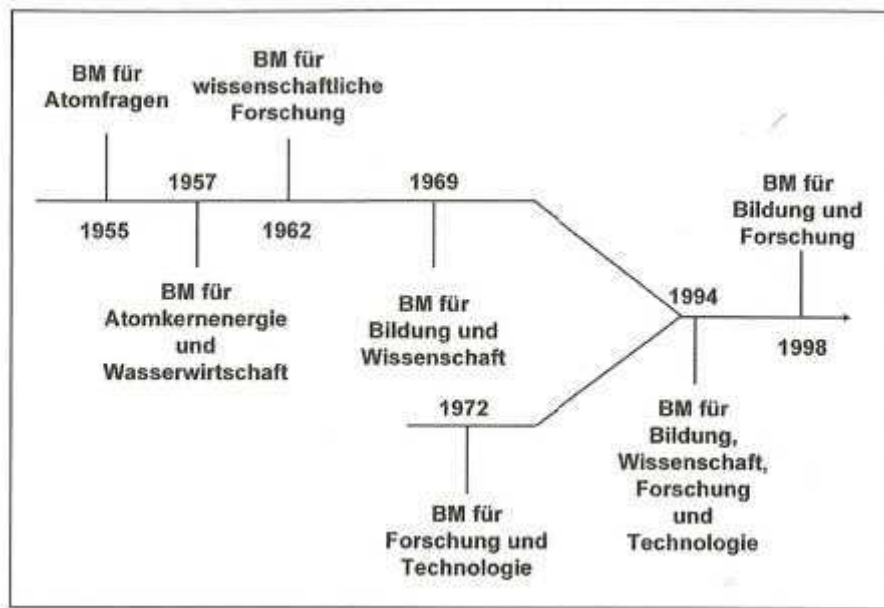 BM für
Atomfragen
BM für
wissenschaftliche
Forschung
1957
1969
1955
1962
BM für
Bildung und
Forschung
BM für
Atomkernenergie
und
Wasserwirtschaft
BM für
Bildung und
Wissenschaft
1994
1998
1972
BM für
Bildung,
Wissenschaft,
Forschung
und
Technologie
BM für
Forschung und
Technologie